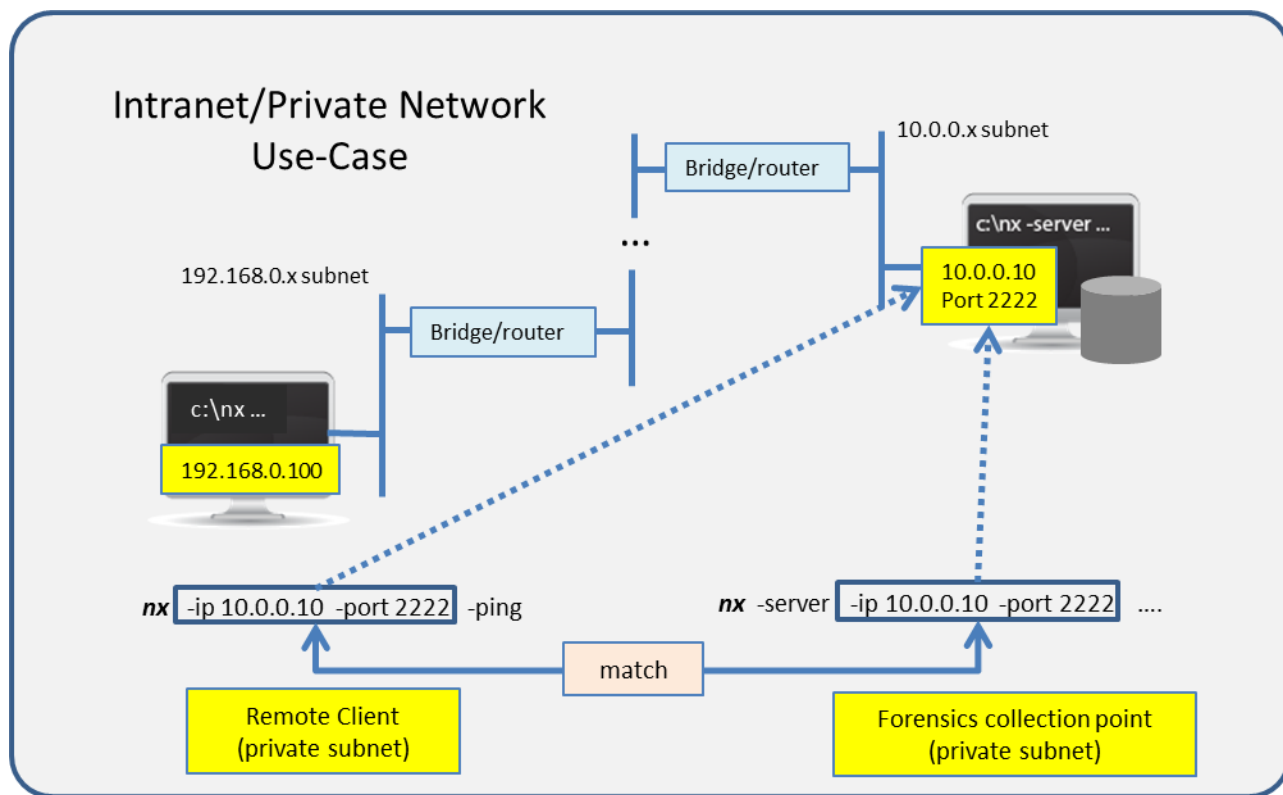 Intranet/Private Network
Use-Case
10.0.0.x subnet
Bridge/router
c:\nx -server ...
...
10.0.0.10
Port 2222
192.168.0.x subnet
Bridge/router
c:\nx ...
192.168.0.100
nx -ip 10.0.0.10 -port 2222 -ping
nx -server -ip 10.0.0.10 -port 2222 ....
match
Remote Client
(private subnet)
Forensics collection point
(private subnet)